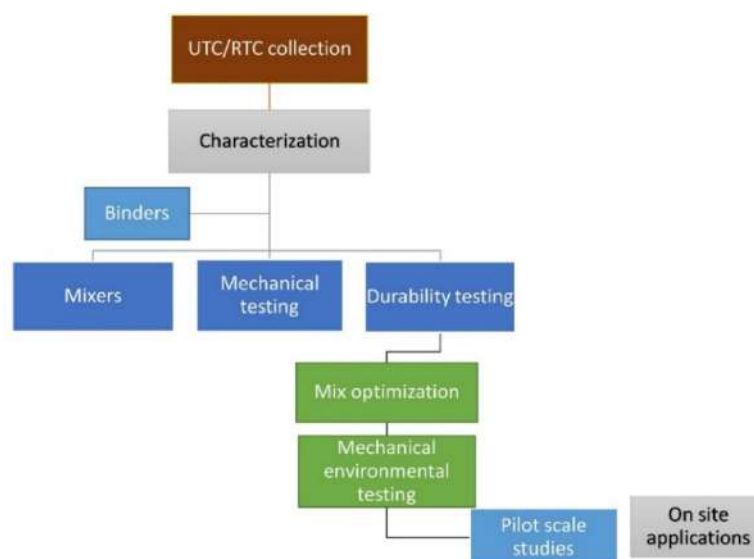 UTC/RTC collection
Characterization
Binders
Mixers
Mechanical
testing
Durability testing
Mix optimization
Mechanical
environmental
testing
Pilot scale
studies
On site
applications